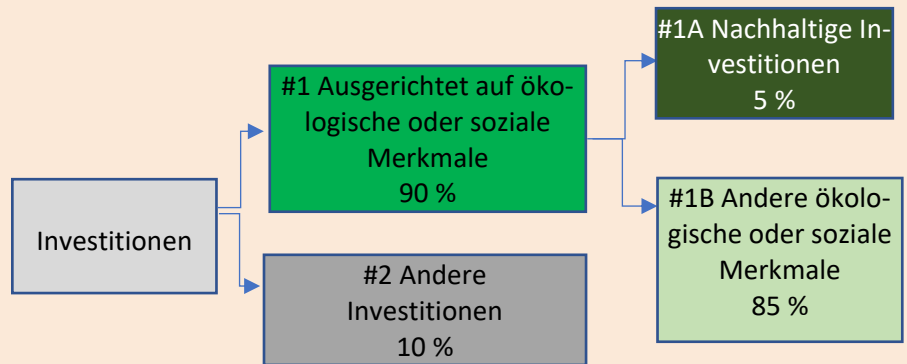 Investitionen
#1 Ausgerichtet auf öko-
logische oder soziale
Merkmale
90 %
#2 Andere
Investitionen
10 %
#1A Nachhaltige In-
vestitionen
5 %
#1B Andere ökolo-
gische oder soziale
Merkmale
85 %